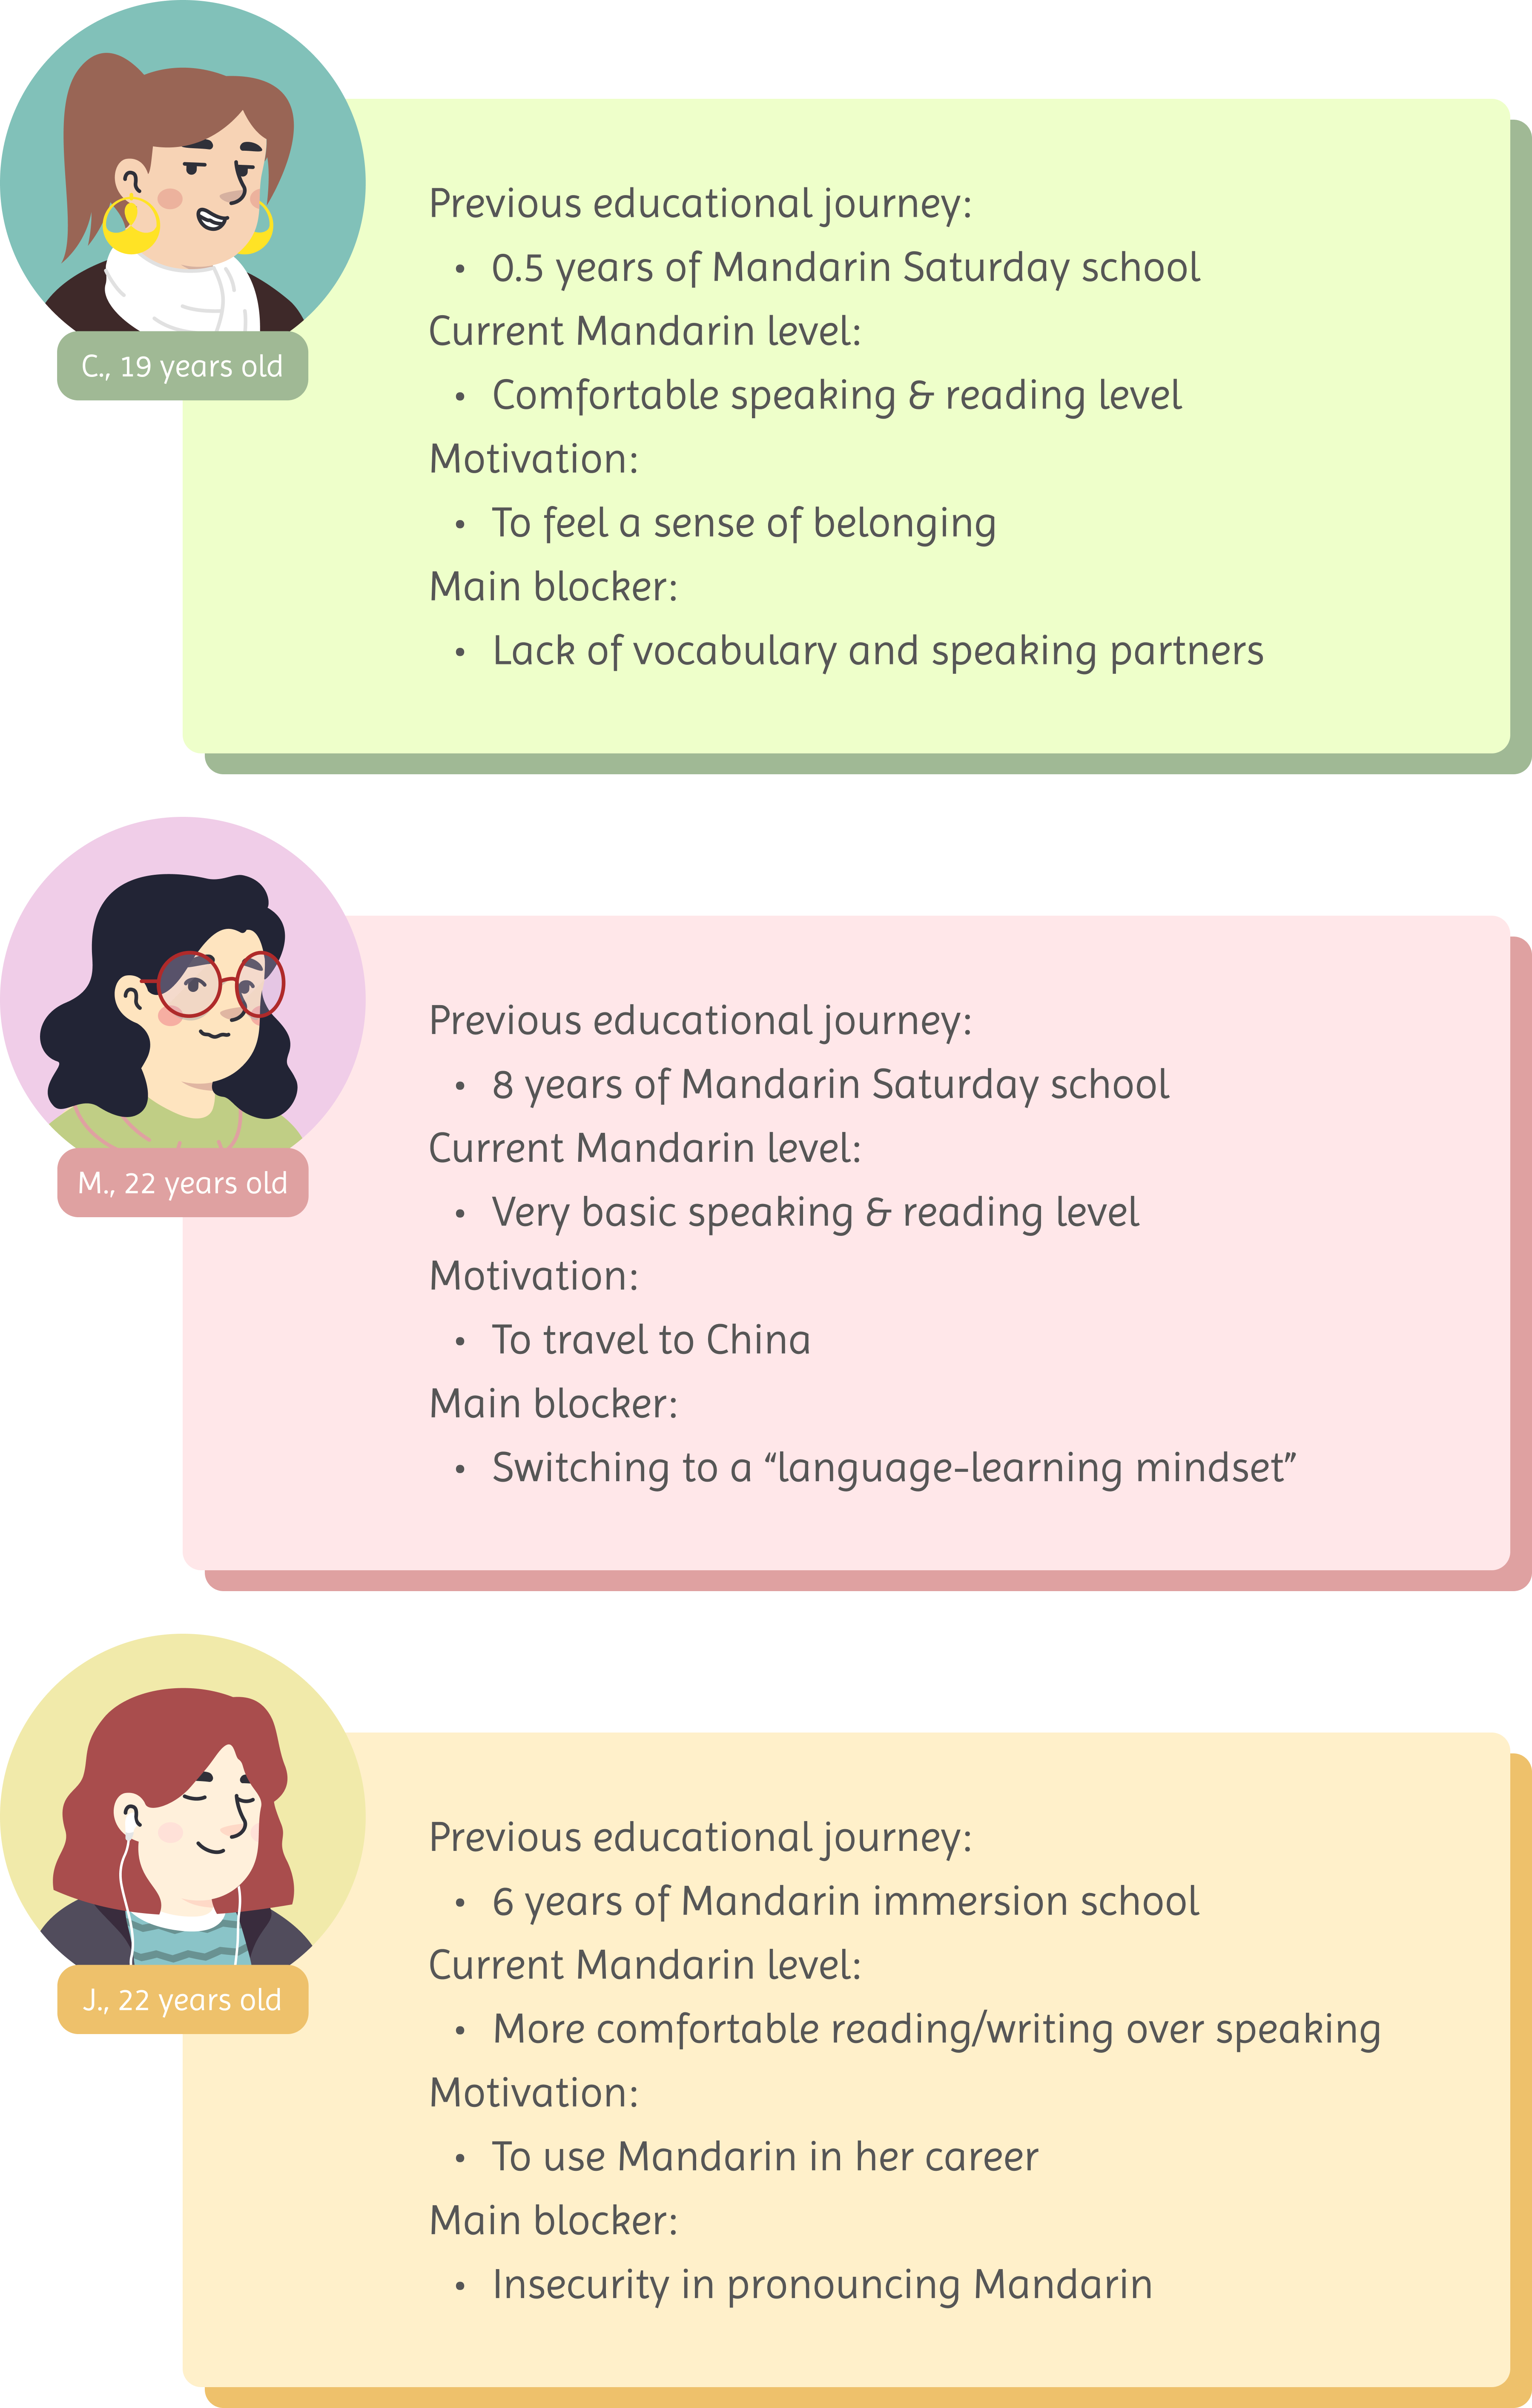 C., 19 years old
Previous educational journey:
• 0.5 years of Mandarin Saturday school
Current Mandarin level:
• Comfortable speaking & reading level
Motivation:
• To feel a sense of belonging
Main blocker:
• Lack of vocabulary and speaking partners
M., 22 years old
Previous educational journey:
• 8 years of Mandarin Saturday school
Current Mandarin level:
• Very basic speaking & reading level
Motivation:
• To travel to China
Main blocker:
• Switching to a “language-learning mindset”
J., 22 years old
Previous educational journey:
• 6 years of Mandarin immersion school
Current Mandarin level:
• More comfortable reading/writing over speaking
Motivation:
• To use Mandarin in her career
Main blocker:
• Insecurity in pronouncing Mandarin